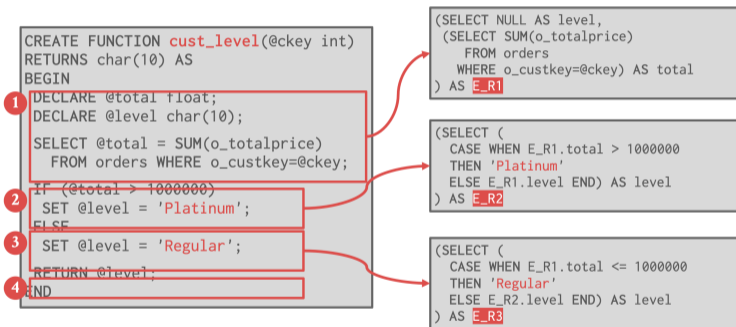 CREATE FUNCTION cust_level(@ckey int)
RETURNS char(10) AS
BEGIN
1
DECLARE @total float;
DECLARE @level char(10);
SELECT @total = SUM(o_totalprice)
FROM orders WHERE o_custkey=@ckey;
IF (@total > 1000000)
2
SET @level = 'Platinum';
ELSE
3
SET @level = 'Regular';
RETURN @level;
4
END
(SELECT NULL AS level,
(SELECT SUM(o_totalprice)
FROM orders
WHERE o_custkey=@ckey) AS total
) AS E_R1
(SELECT (
CASE WHEN E_R1.total > 1000000
THEN 'Platinum'
ELSE E_R1.level END) AS level
) AS E_R2
(SELECT (
CASE WHEN E_R1.total <= 1000000
THEN 'Regular'
ELSE E_R2.level END) AS level
) AS E_R3